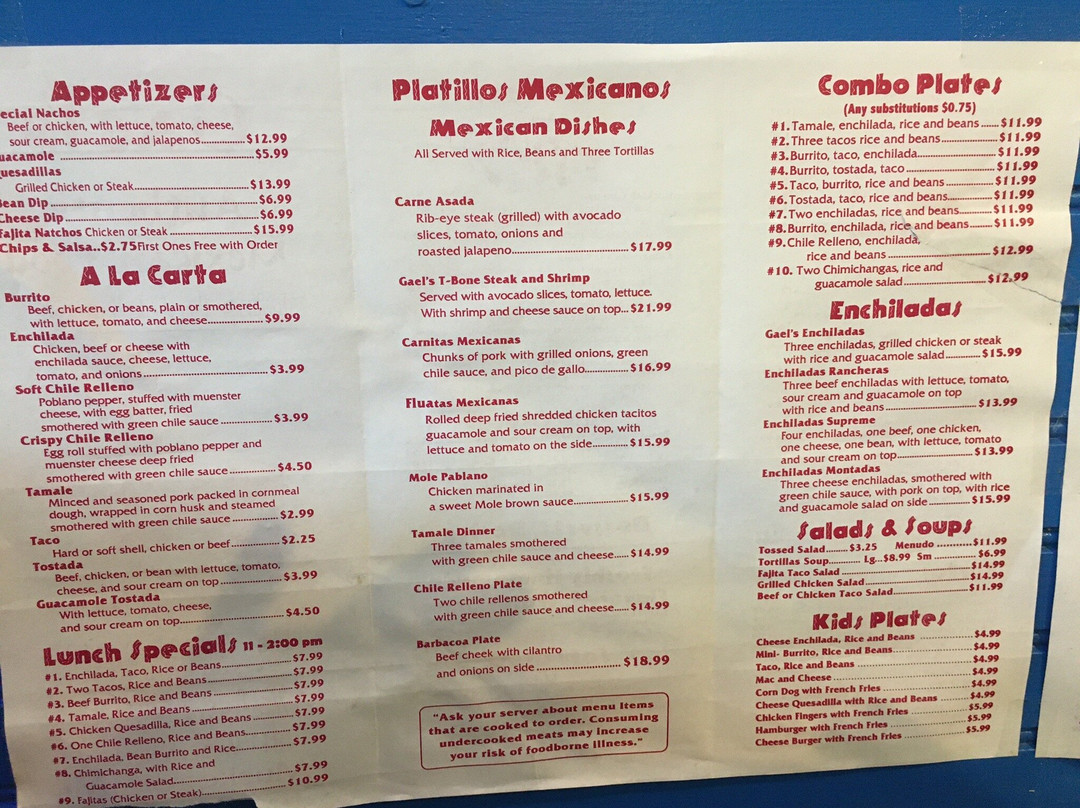 Appetizers
ecial Nachos
Beef or chicken, with lettuce, tomato, cheese,
sour cream, guacamole, and jalapenos..............$12.99
uacamole ..............$5.99
uesadillas
Grilled Chicken or Steak..............$13.99
Bean Dip..............$6.99
Cheese Dip..............$6.99
Fajita Natchos Chicken or Steak ..............$15.99
Chips & Salsa..$2.75 First Ones Free with Order
A La Carta
Burrito
Beef, chicken, or beans, plain or smothered,
with lettuce, tomato, and cheese..............$9.99
Enchilada
Chicken, beef or cheese with
enchilada sauce, cheese, lettuce,
tomato, and onions..............$3.99
Soft Chile Relleno
Poblano pepper, stuffed with muenster
cheese, with egg batter, fried
smothered with green chile sauce..............$3.99
Crispy Chile Relleno
Egg roll stuffed with poblano pepper and
muenster cheese deep fried
smothered with green chile sauce..............$4.50
Tamale
Minced and seasoned pork packed in cornmeal
dough, wrapped in corn husk and steamed
smothered with green chile sauce..............$2.99
Taco
Hard or soft shell, chicken or beef..............$2.25
Tostada
Beef, chicken, or bean with lettuce, tomato,
cheese, and sour cream on top..............$3.99
Guacamole Tostada
With lettuce, tomato, cheese,
and sour cream on top..............$4.50
Lunch Specials 11 - 2:00 pm
#1. Enchilada, Taco, Rice or Beans..............$7.99
#2. Two Tacos, Rice and Beans..............$7.99
#3. Beef Burrito, Rice and Beans..............$7.99
#4. Tamale, Rice and Beans..............$7.99
#5. Chicken Quesadilla, Rice and Beans..............$7.99
#6. One Chile Relleno, Rice and Beans..............$7.99
#7. Enchilada, Bean Burrito and Rice..............$7.99
#8. Chimichanga, with Rice and
Guacamole Salad..............$7.99
#9. Fajitas (Chicken or Steak)..............$10.99
Platillos Mexicanos
Mexican Dishes
All Served with Rice, Beans and Three Tortillas
Carne Asada
Rib-eye steak (grilled) with avocado
slices, tomato, onions and
roasted jalapeno..............$17.99
Gael's T-Bone Steak and Shrimp
Served with avocado slices, tomato, lettuce.
With shrimp and cheese sauce on top...$21.99
Carnitas Mexicanas
Chunks of pork with grilled onions, green
chile sauce, and pico de gallo..............$16.99
Fluatas Mexicanas
Rolled deep fried shredded chicken tacitos
guacamole and sour cream on top, with
lettuce and tomato on the side..............$15.99
Mole Pablano
Chicken marinated in
a sweet Mole brown sauce..............$15.99
Tamale Dinner
Three tamales smothered
with green chile sauce and cheese.....$14.99
Chile Relleno Plate
Two chile rellenos smothered
with green chile sauce and cheese.....$14.99
Barbacoa Plate
Beef cheek with cilantro
and onions on side..............$18.99
"Ask your server about menu Items
that are cooked to order. Consuming
undercooked meats may increase
your risk of foodborne Illness."
Combo Plates
(Any substitutions $0.75)
#1. Tamale, enchilada, rice and beans......$11.99
#2. Three tacos rice and beans..............$11.99
#3. Burrito, taco, enchilada..............$11.99
#4. Burrito, tostada, taco..............$11.99
#5. Taco, burrito, rice and beans..............$11.99
#6. Tostada, taco, rice and beans..............$11.99
#7. Two enchiladas, rice and beans..............$11.99
#8. Burrito, enchilada, rice and beans.......$11.99
#9. Chile Relleno, enchilada,
rice and beans..............$12.99
#10. Two Chimichangas, rice and
guacamole salad..............$12.99
Enchiladas
Gael's Enchiladas
Three enchiladas, grilled chicken or steak
with rice and guacamole salad..............$15.99
Enchiladas Rancheras
Three beef enchiladas with lettuce, tomato,
sour cream and guacamole on top
with rice and beans..............$13.99
Enchiladas Supreme
Four enchiladas, one beef, one chicken,
one cheese, one bean, with lettuce, tomato
and sour cream on top..............$13.99
Enchiladas Montadas
Three cheese enchiladas, smothered with
green chile sauce, with pork on top, with rice
and guacamole salad on side..............$15.99
Salads & Soups
Tossed Salad.......$3.25 Menudo...........$11.99
Tortillas Soup......... Lg...$8.99 Sm..............$6.99
Fajita Taco Salad..............$14.99
Grilled Chicken Salad..............$14.99
Beef or Chicken Taco Salad..............$11.99
Kids Plates
Cheese Enchilada, Rice and Beans..............$4.99
Mini- Burrito, Rice and Beans..............$4.99
Taco, Rice and Beans..............$4.99
Mac and Cheese..............$4.99
Corn Dog with French Fries..............$4.99
Cheese Quesadilla with Rice and Beans..............$4.99
Chicken Fingers with French Fries..............$5.99
Hamburger with French Fries..............$5.99
Cheese Burger with French Fries..............$5.99